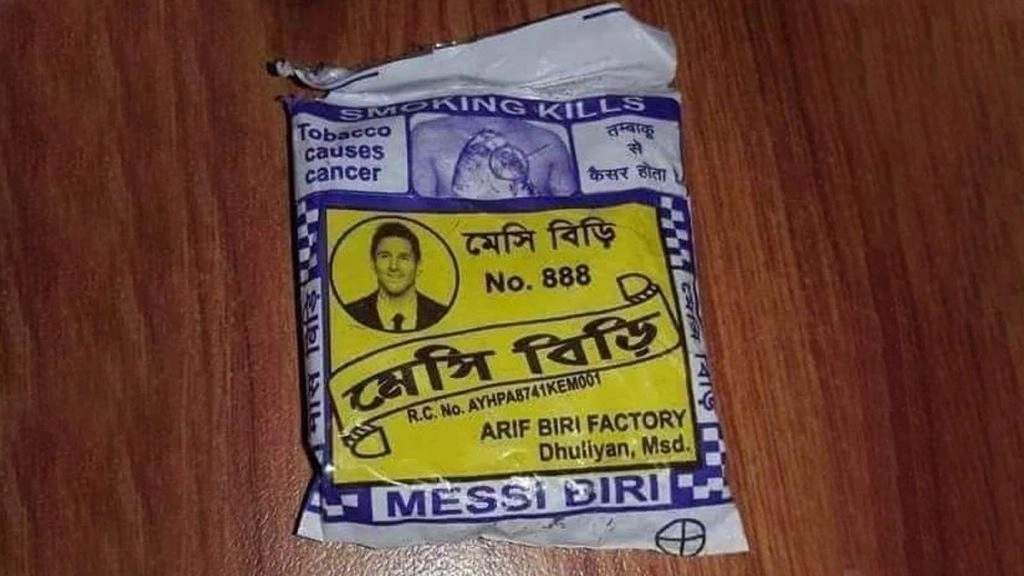 SMOKING KILLS
Tobacco
causes
cancer
तम्बाकू
से
कैंसर होता
মেসি বিড়ি
No. 888
মেসি বিড়ি
R.C. No. AYHPA8741KEM001
ARIF BIRI FACTORY
Dhuliyan, Msd.
MESSI BIRI